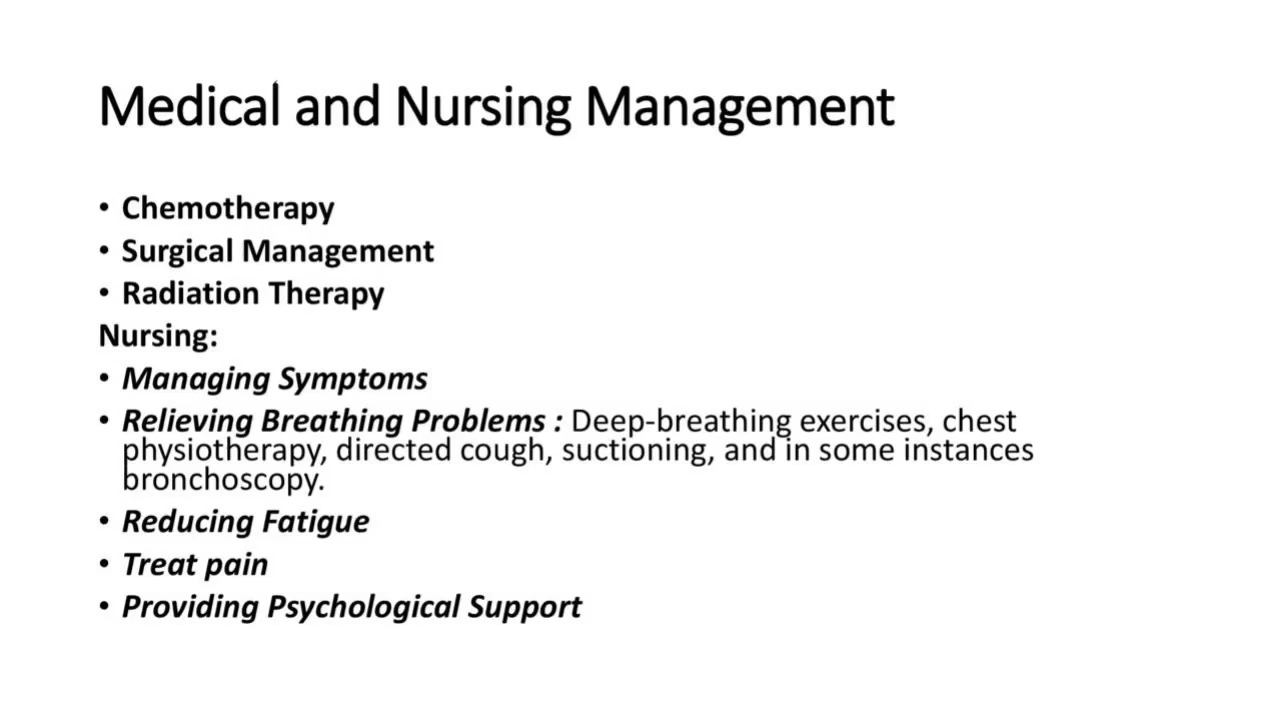 Medical and Nursing Management
• Chemotherapy
• Surgical Management
• Radiation Therapy
Nursing:
• Managing Symptoms
• Relieving Breathing Problems : Deep-breathing exercises, chest
physiotherapy, directed cough, suctioning, and in some instances
bronchoscopy.
• Reducing Fatigue
• Treat pain
• Providing Psychological Support